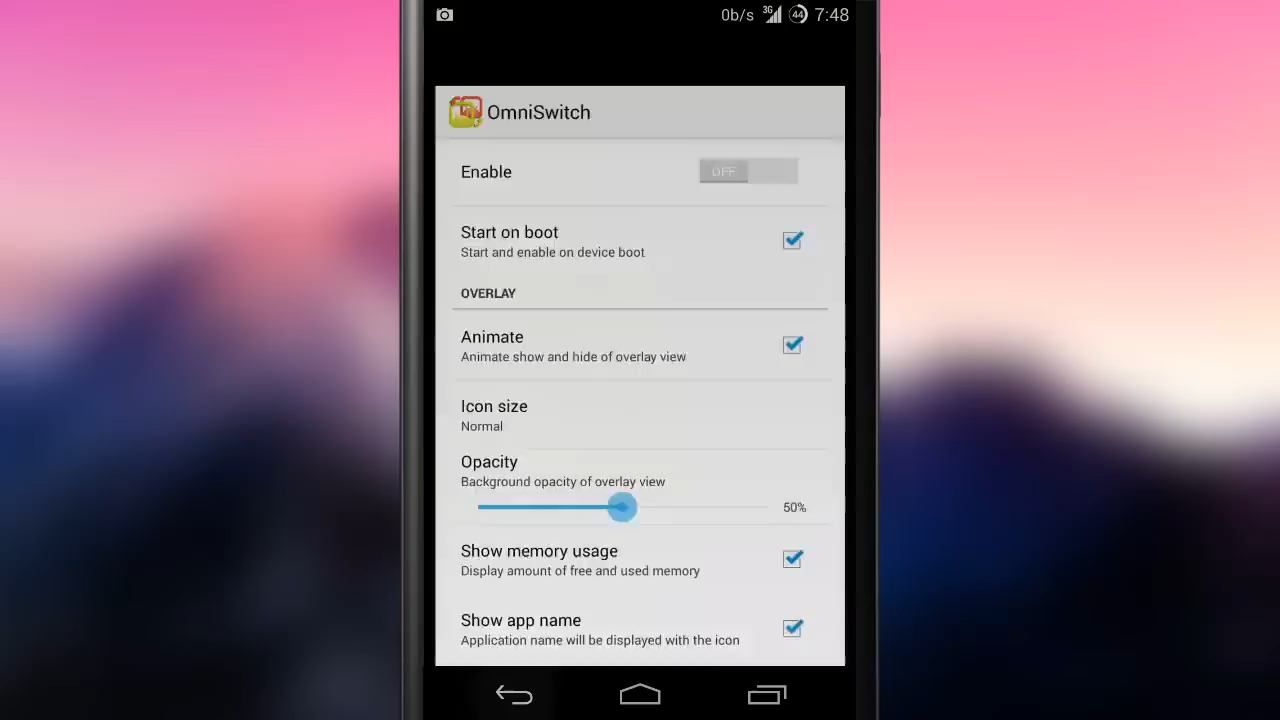 0b/s 3G 44 7:48
OmniSwitch
Enable OFF
Start on boot
Start and enable on device boot
OVERLAY
Animate
Animate show and hide of overlay view
Icon size
Normal
Opacity
Background opacity of overlay view
50%
Show memory usage
Display amount of free and used memory
Show app name
Application name will be displayed with the icon